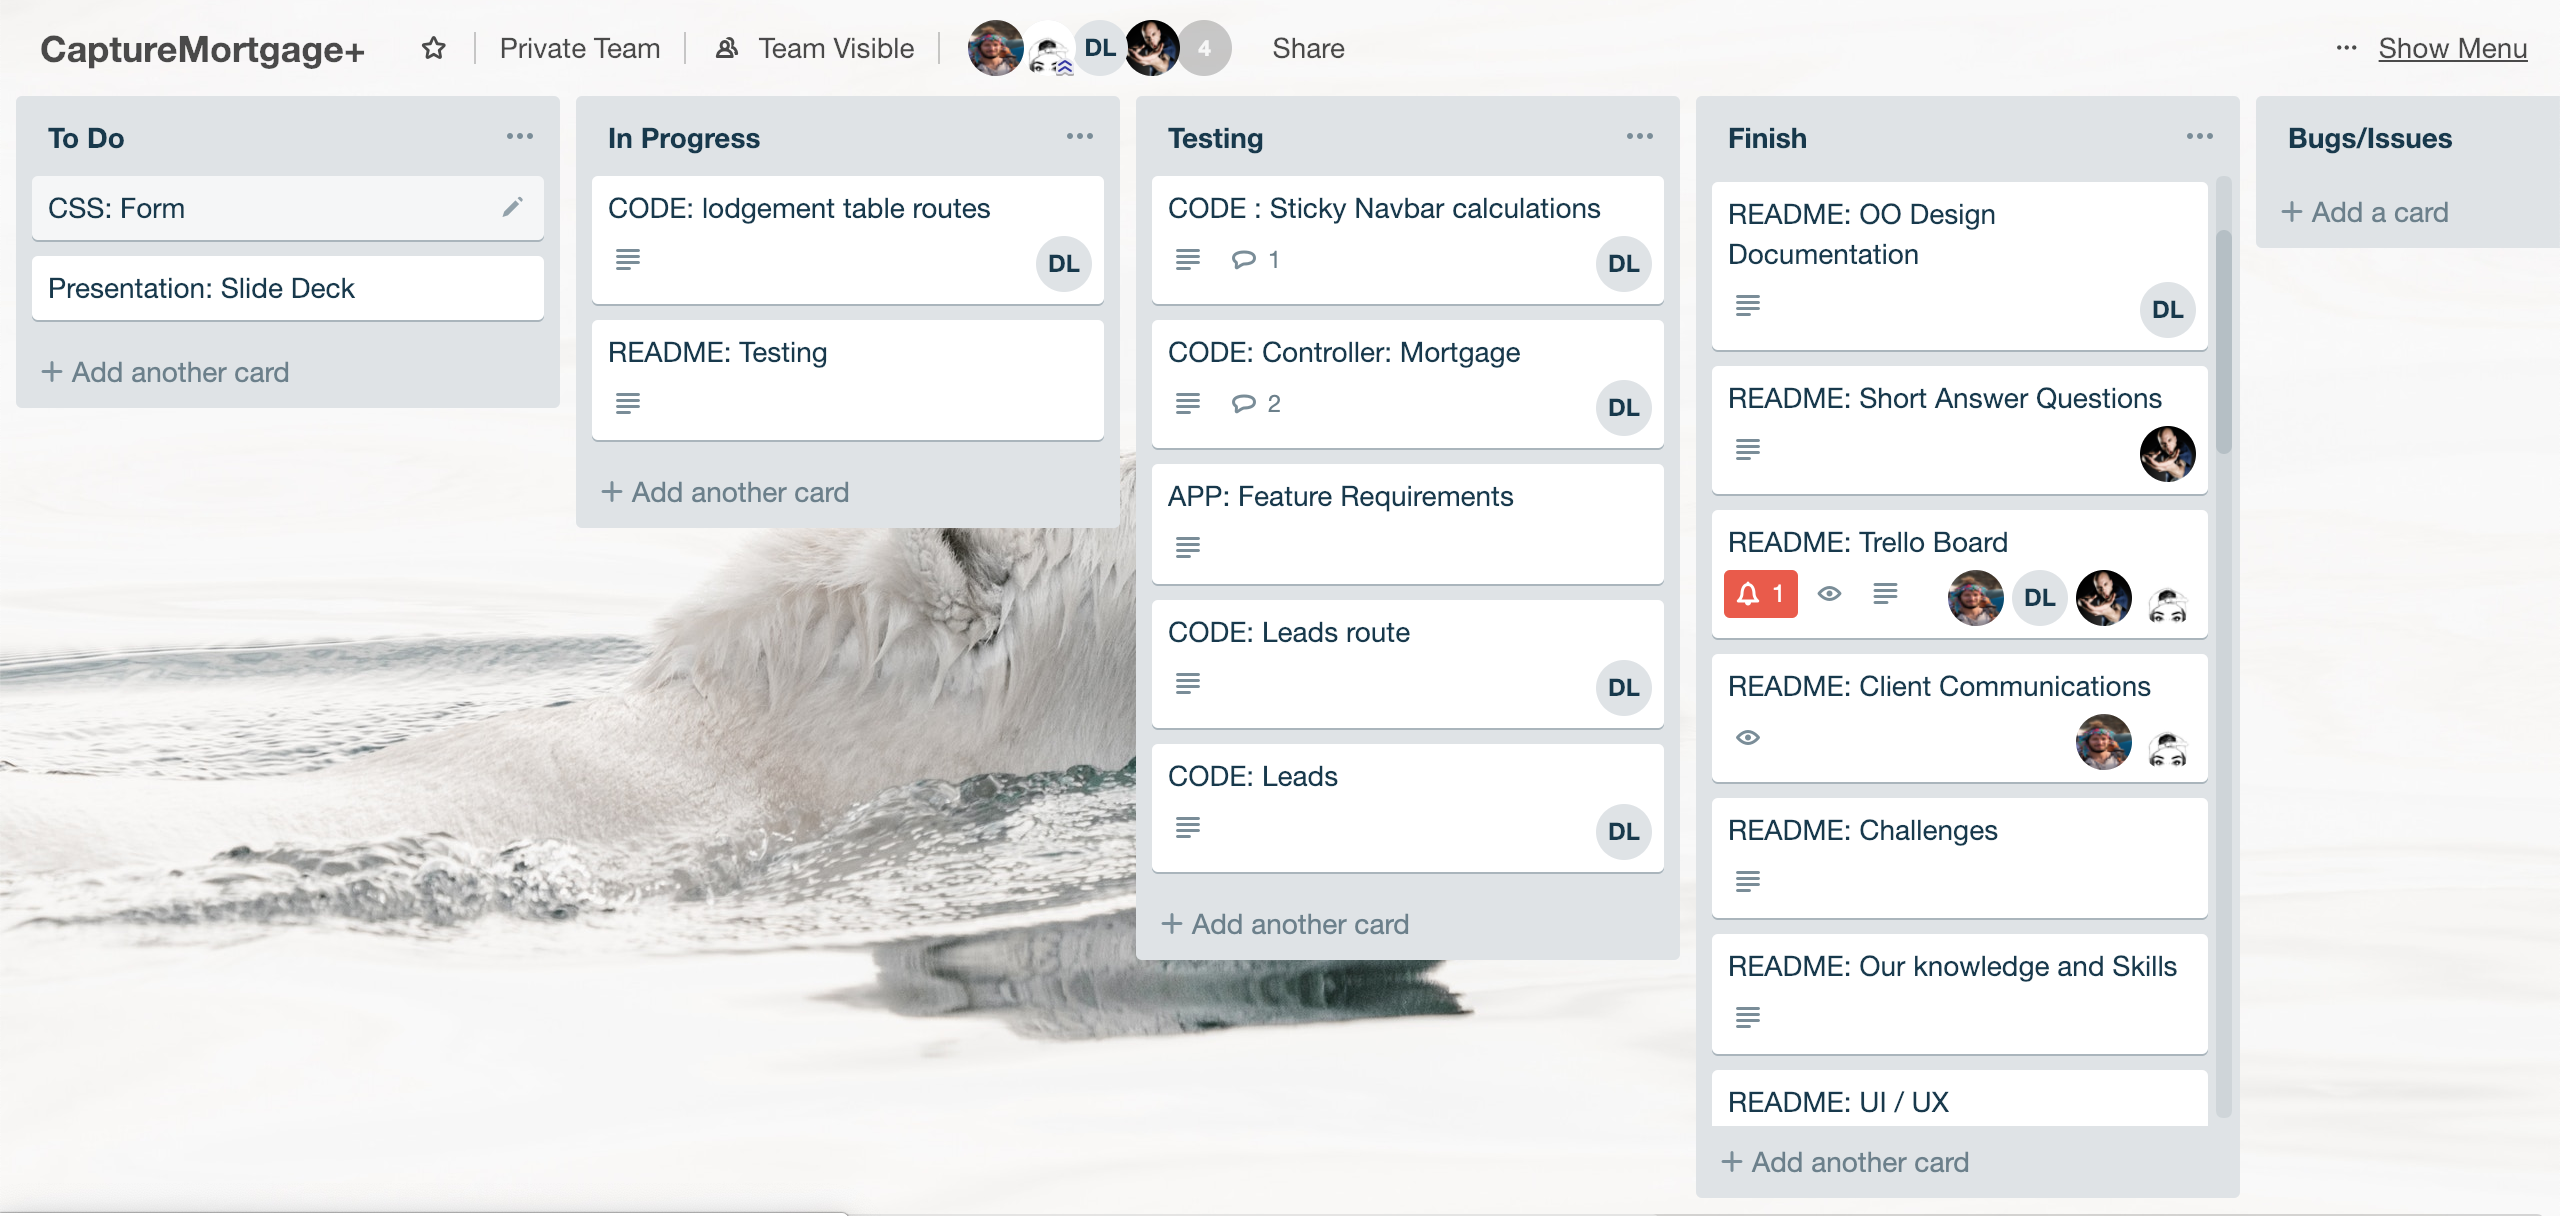 CaptureMortgage+
Private Team
Team Visible
DL
4
Share
Show Menu
To Do
CSS: Form
Presentation: Slide Deck
+ Add another card
In Progress
CODE: lodgement table routes
DL
README: Testing
+ Add another card
Testing
CODE : Sticky Navbar calculations
1
DL
CODE: Controller: Mortgage
2
DL
APP: Feature Requirements
CODE: Leads route
DL
CODE: Leads
DL
+ Add another card
Finish
README: OO Design
Documentation
DL
README: Short Answer Questions
README: Trello Board
1
DL
README: Client Communications
README: Challenges
README: Our knowledge and Skills
README: UI / UX
+ Add another card
Bugs/Issues
+ Add a card